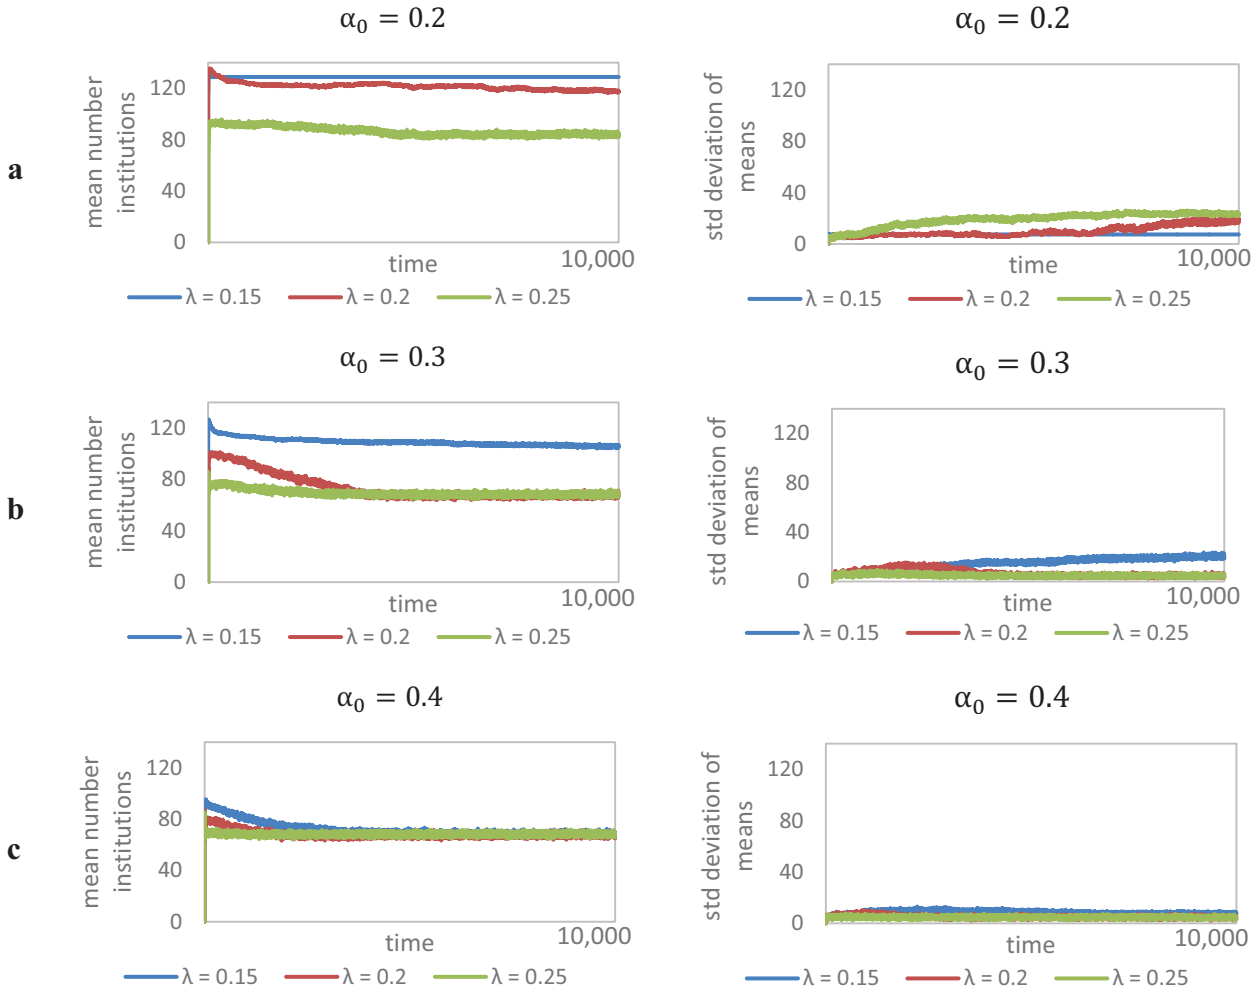 α₀ = 0.2
α₀ = 0.2
a
mean number
institutions
120
80
40
0
time
10,000
λ = 0.15 λ = 0.2 λ = 0.25
std deviation of
means
120
80
40
0
time
10,000
λ = 0.15 λ = 0.2 λ = 0.25
α₀ = 0.3
α₀ = 0.3
b
mean number
institutions
120
80
40
0
time
10,000
λ = 0.15 λ = 0.2 λ = 0.25
std deviation of
means
120
80
40
0
time
10,000
λ = 0.15 λ = 0.2 λ = 0.25
α₀ = 0.4
α₀ = 0.4
c
mean number
institutions
120
80
40
0
time
10,000
λ = 0.15 λ = 0.2 λ = 0.25
std deviation of
means
120
80
40
0
time
10,000
λ = 0.15 λ = 0.2 λ = 0.25